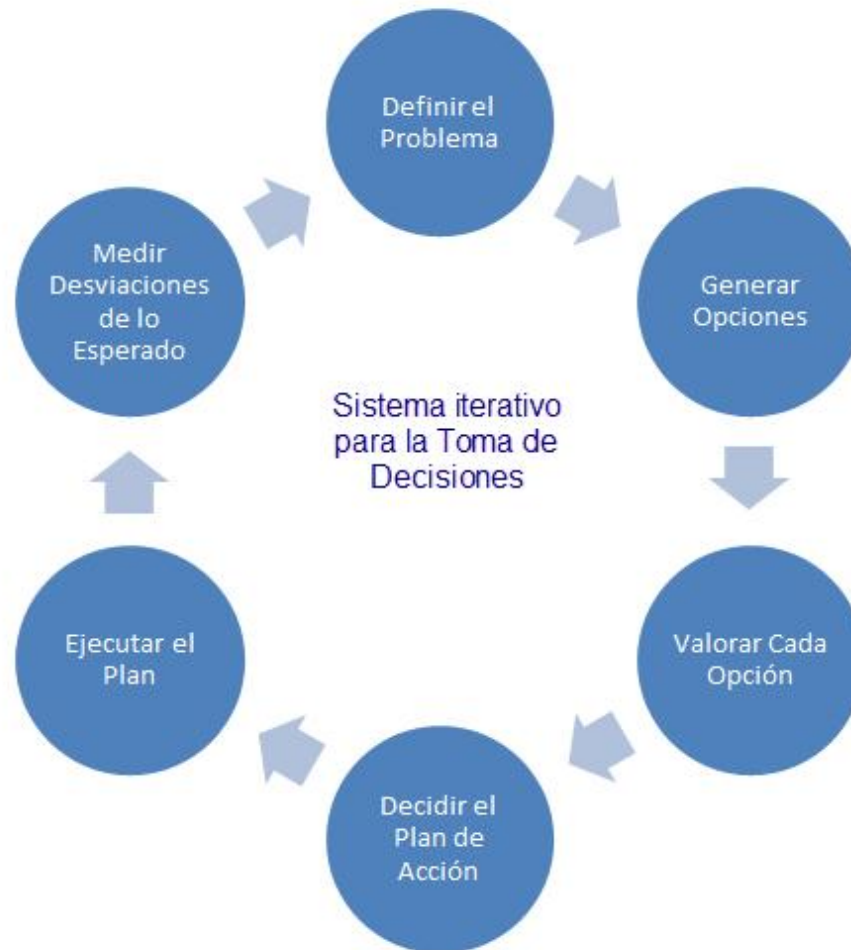 Definir el
Problema
Generar
Opciones
Valorar Cada
Opción
Decidir el
Plan de
Acción
Ejecutar el
Plan
Medir
Desviaciones
de lo
Esperado
Sistema iterativo
para la Toma de
Decisiones